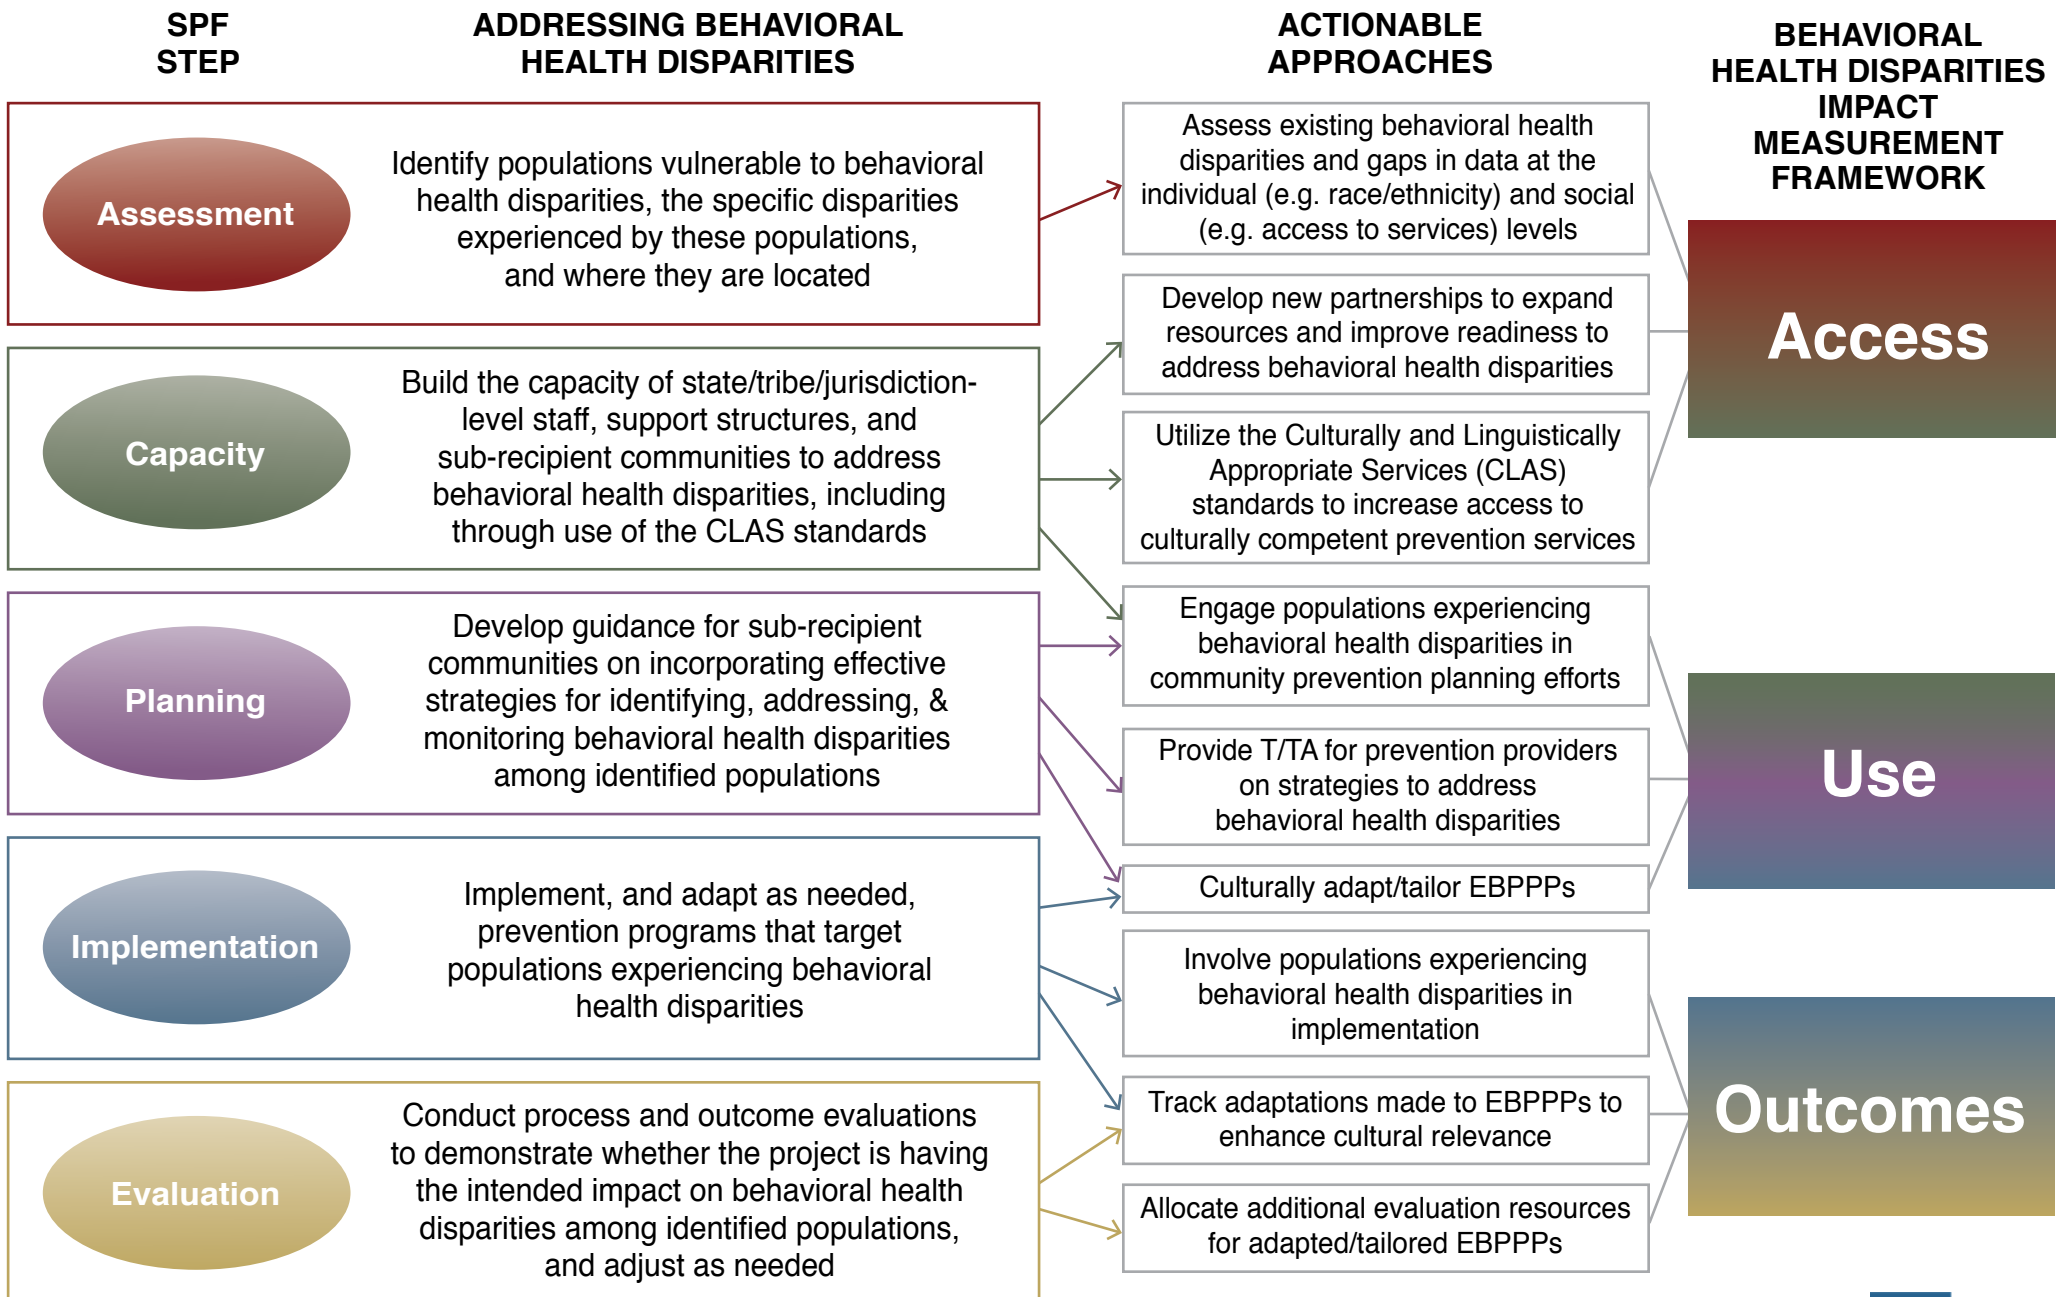 SPF
STEP
ADDRESSING BEHAVIORAL
HEALTH DISPARITIES
ACTIONABLE
APPROACHES
BEHAVIORAL
HEALTH DISPARITIES
IMPACT
MEASUREMENT
FRAMEWORK
Assessment
Identify populations vulnerable to behavioral
health disparities, the specific disparities
experienced by these populations,
and where they are located
Capacity
Build the capacity of state/tribe/jurisdiction-
level staff, support structures, and
sub-recipient communities to address
behavioral health disparities, including
through use of the CLAS standards
Planning
Develop guidance for sub-recipient
communities on incorporating effective
strategies for identifying, addressing, &
monitoring behavioral health disparities
among identified populations
Implementation
Implement, and adapt as needed,
prevention programs that target
populations experiencing behavioral
health disparities
Evaluation
Conduct process and outcome evaluations
to demonstrate whether the project is having
the intended impact on behavioral health
disparities among identified populations,
and adjust as needed
Assess existing behavioral health
disparities and gaps in data at the
individual (e.g. race/ethnicity) and social
(e.g. access to services) levels
Develop new partnerships to expand
resources and improve readiness to
address behavioral health disparities
Utilize the Culturally and Linguistically
Appropriate Services (CLAS)
standards to increase access to
culturally competent prevention services
Engage populations experiencing
behavioral health disparities in
community prevention planning efforts
Provide T/TA for prevention providers
on strategies to address
behavioral health disparities
Culturally adapt/tailor EBPPPs
Involve populations experiencing
behavioral health disparities in
implementation
Track adaptations made to EBPPPs to
enhance cultural relevance
Allocate additional evaluation resources
for adapted/tailored EBPPPs
Access
Use
Outcomes